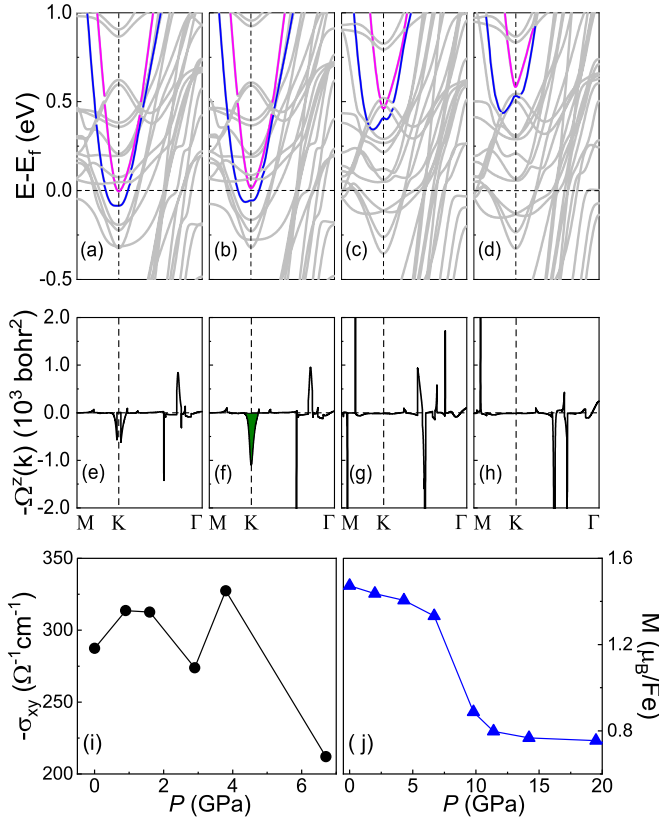 1.0
0.5
0.0
-0.5
E-E_f (eV)
(a)
(b)
(c)
(d)
2.0
1.0
0.0
-1.0
-2.0
-Ω^z(k) (10^3 bohr^2)
(e)
(f)
(g)
(h)
M K Γ
M K Γ
M K Γ
M K Γ
350
300
250
200
-σ_xy (Ω^-1cm^-1)
(i)
0 2 4 6
P (GPa)
(j)
0 5 10 15 20
P (GPa)
1.6
1.2
0.8
M (μ_B/Fe)